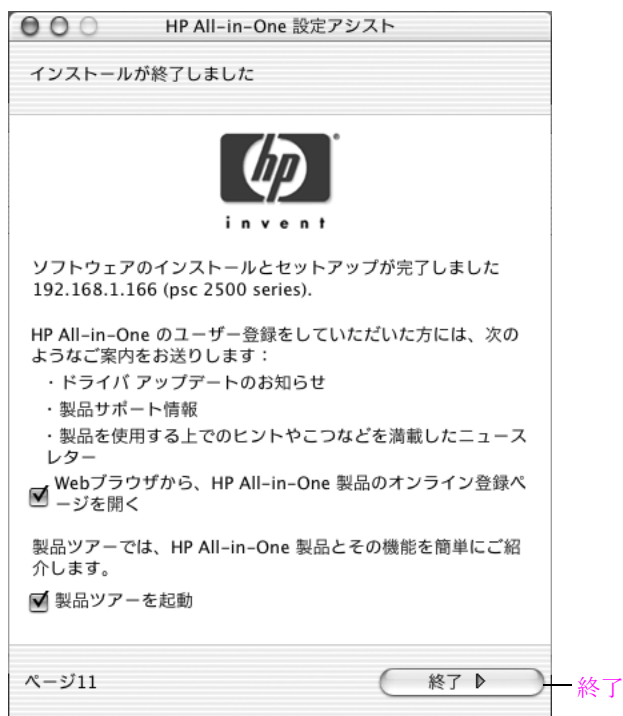 HP All-in-One 設定アシスト
インストールが終了しました
hp
invent
ソフトウェアのインストールとセットアップが完了しました
192.168.1.166 (psc 2500 series).
HP All-in-One のユーザー登録をしていただいた方には、次の
ようなご案内をお送りします：
・ドライバ アップデートのお知らせ
・製品サポート情報
・製品を使用する上でのヒントやこつなどを満載したニュース
レター
Webブラウザから、HP All-in-One 製品のオンライン登録ペ
ージを開く
製品ツアーでは、HP All-in-One 製品とその機能を簡単にご紹
介します。
製品ツアーを起動
ページ11
終了
終了